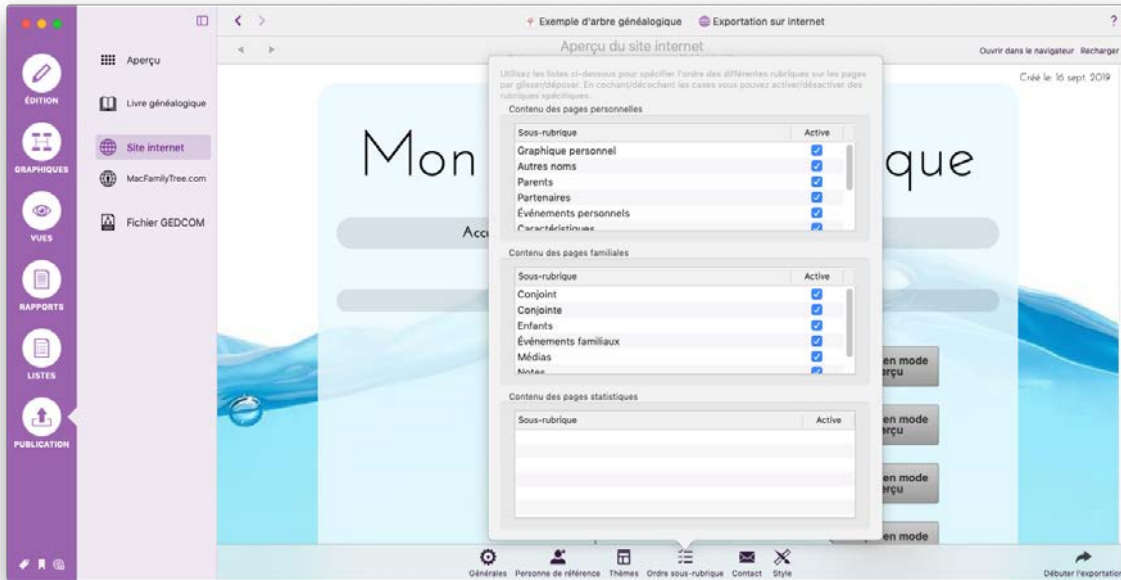 Exemple d'arbre généalogique
Exportation sur internet
?
Aperçu du site internet
Ouvrir dans le navigateur Recharger
Créé le 16 sept. 2019
ÉDITION
GRAPHIQUES
VUES
RAPPORTS
LISTES
PUBLICATION
Aperçu
Livre généalogique
Site internet
MacFamilyTree.com
Fichier GEDCOM
Mon
que
Utilisez les listes ci-dessous pour spécifier l'ordre des différentes rubriques sur les pages
par glisser/déposer. En cochant/décochent les cases vous pouvez activer/désactiver des
rubriques spécifiques.
Contenu des pages personnelles
Sous-rubrique Active
Graphique personnel
Autres noms
Parents
Partenaires
Événements personnels
Caractéristiques
Contenu des pages familiales
Sous-rubrique Active
Conjoint
Conjointe
Enfants
Événements familiaux
Médias
Notes
Contenu des pages statistiques
Sous-rubrique Active
en mode
en mode
en mode
en mode
Générales Personne de référence Thèmes Ordre sous-rubrique Contact Style
Débuter l'exportation